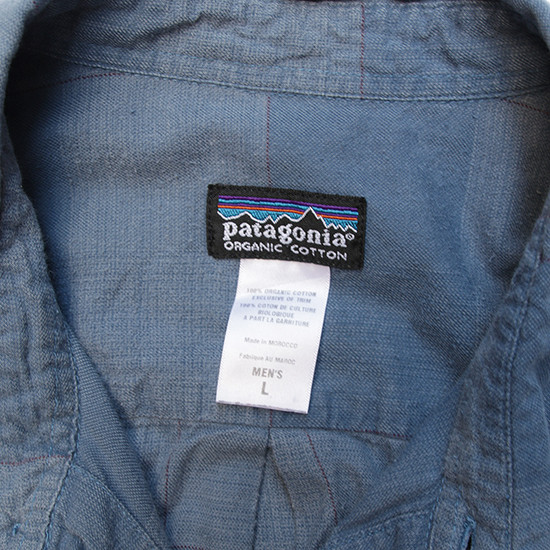 patagonia®
ORGANIC COTTON
100% ORGANIC COTTON
EXCLUSIVE OF TRIM
100% COTON DE CULTURE
BIOLOGIQUE
A PART LA GARNITURE
Made in MOROCCO
Fabriqué AU MAROC
MEN'S
L